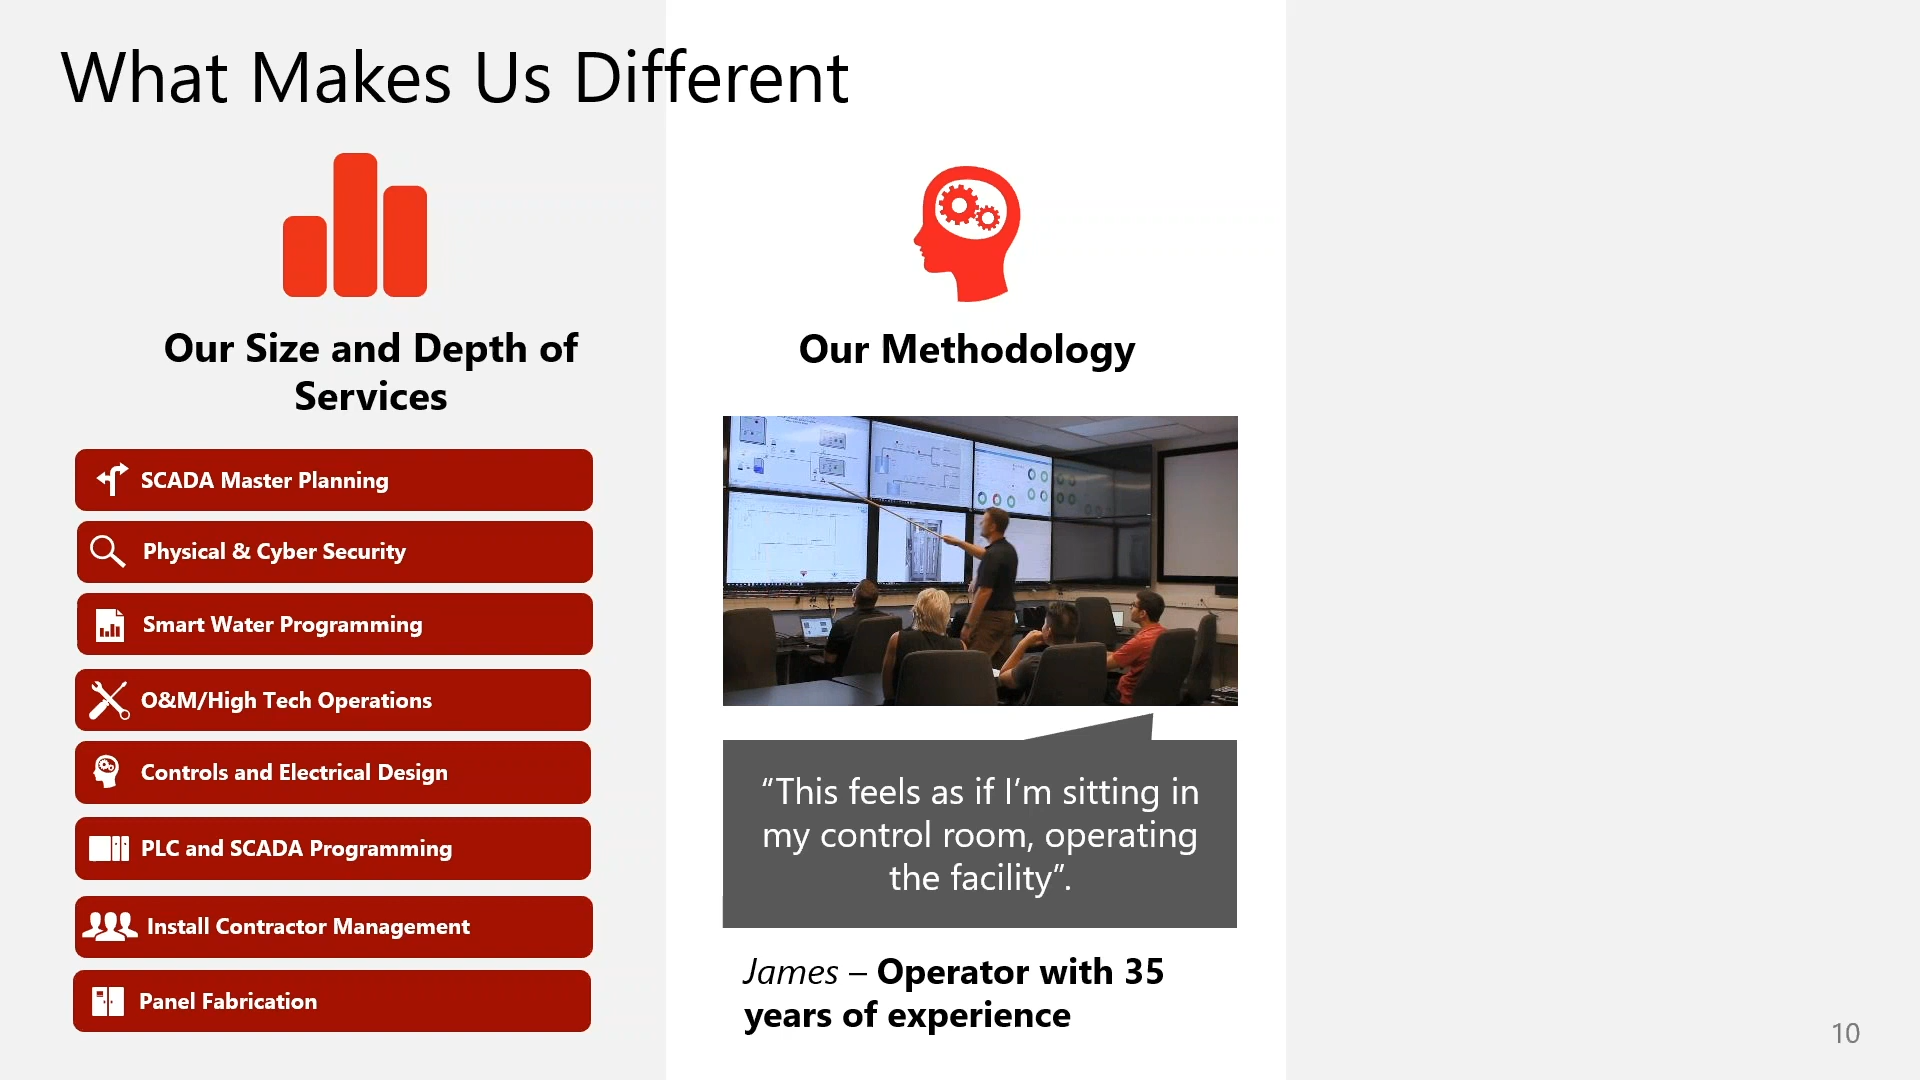 What Makes Us Different
Our Size and Depth of
Services
SCADA Master Planning
Physical & Cyber Security
Smart Water Programming
O&M/High Tech Operations
Controls and Electrical Design
PLC and SCADA Programming
Install Contractor Management
Panel Fabrication
Our Methodology
“This feels as if I’m sitting in
my control room, operating
the facility”.
James – Operator with 35
years of experience
10